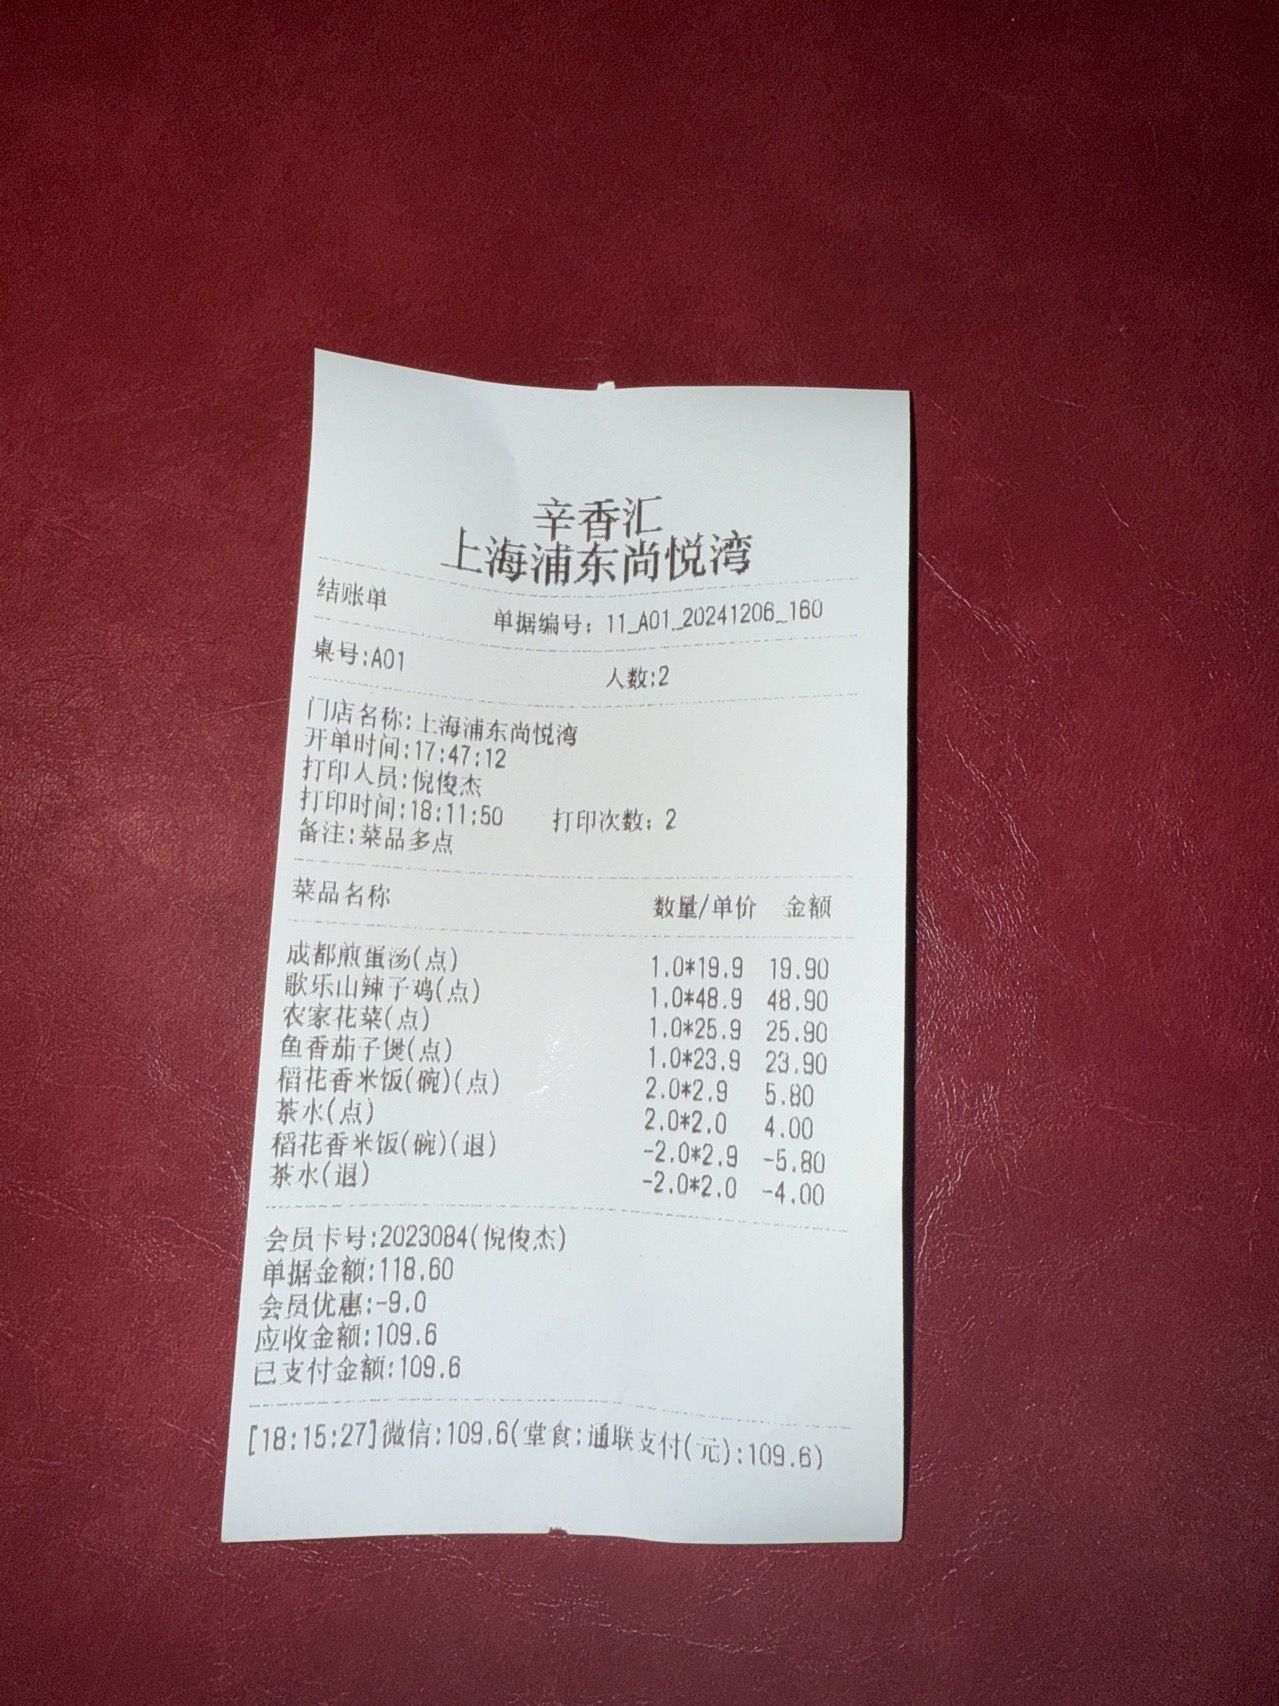 辛香汇
上海浦东尚悦湾
结账单 单据编号：11_A01_20241206_160
桌号:A01 人数:2
门店名称:上海浦东尚悦湾
开单时间:17:47:12
打印人员:倪俊杰
打印时间:18:11:50 打印次数：2
备注:菜品多点
菜品名称 数量/单价 金额
成都煎蛋汤(点) 1.0*19.9 19.90
歌乐山辣子鸡(点) 1.0*48.9 48.90
农家花菜(点) 1.0*25.9 25.90
鱼香茄子煲(点) 1.0*23.9 23.90
稻花香米饭(碗)(点) 2.0*2.9 5.80
茶水(点) 2.0*2.0 4.00
稻花香米饭(碗)(退) -2.0*2.9 -5.80
茶水(退) -2.0*2.0 -4.00
会员卡号:2023084(倪俊杰)
单据金额:118.60
会员优惠:-9.0
应收金额:109.6
已支付金额:109.6
[18:15:27]微信:109.6(堂食:通联支付(元):109.6)